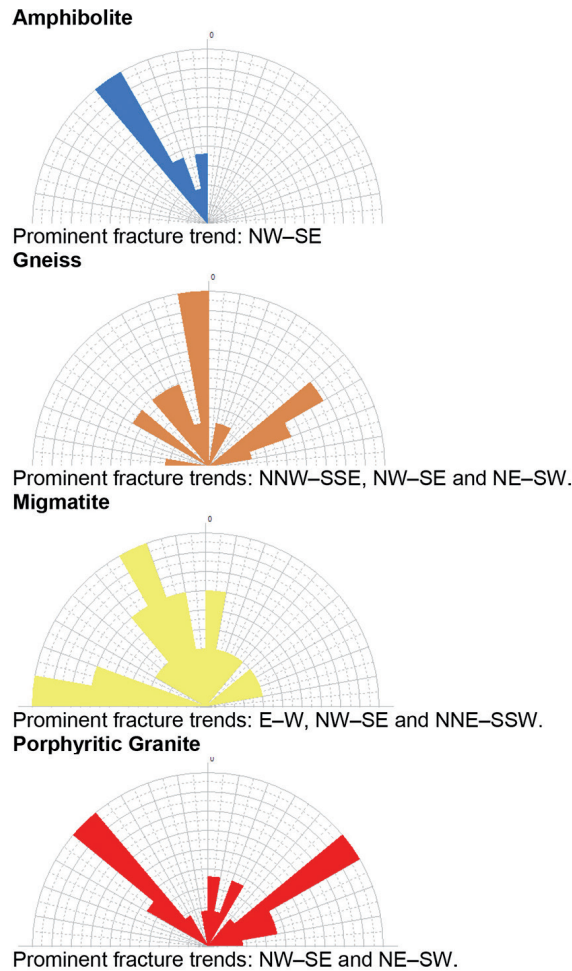 Amphibolite
0
Prominent fracture trend: NW–SE
Gneiss
0
Prominent fracture trends: NNW–SSE, NW–SE and NE–SW.
Migmatite
0
Prominent fracture trends: E–W, NW–SE and NNE–SSW.
Porphyritic Granite
0
Prominent fracture trends: NW–SE and NE–SW.